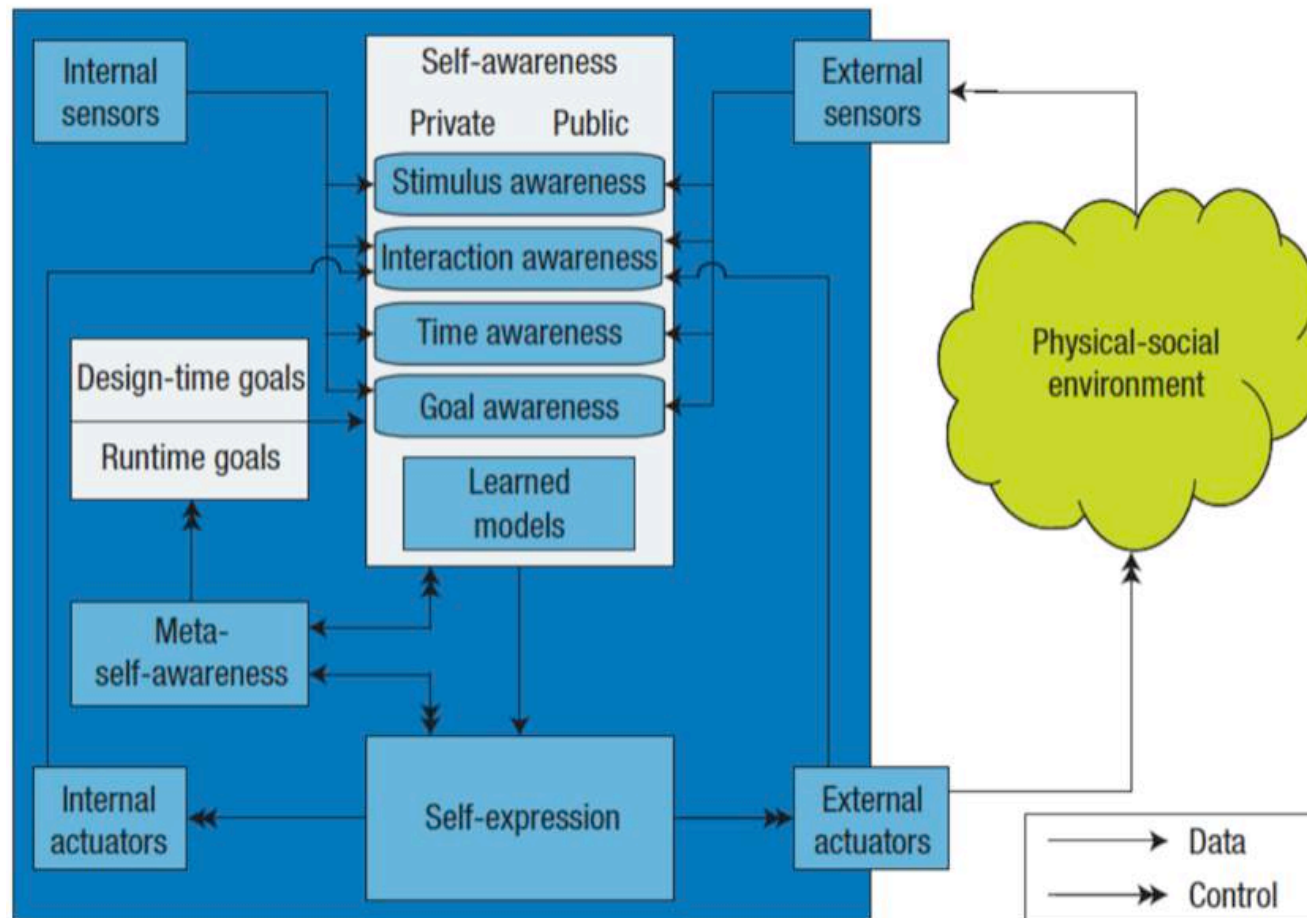 Internal
sensors
Self-awareness
Private Public
External
sensors
Stimulus awareness
Interaction awareness
Time awareness
Goal awareness
Design-time goals
Runtime goals
Learned
models
Physical-social
environment
Meta-
self-awareness
Internal
actuators
Self-expression
External
actuators
Data
Control